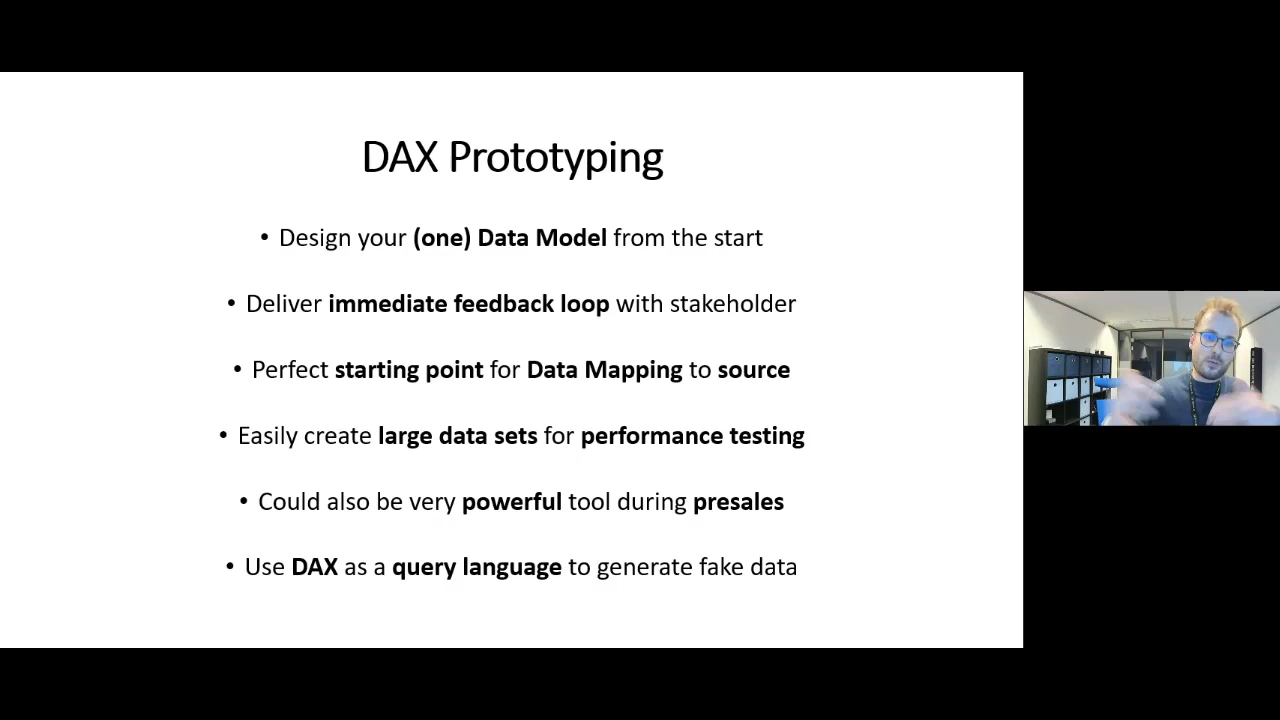 DAX Prototyping
• Design your (one) Data Model from the start
• Deliver immediate feedback loop with stakeholder
• Perfect starting point for Data Mapping to source
• Easily create large data sets for performance testing
• Could also be very powerful tool during presales
• Use DAX as a query language to generate fake data